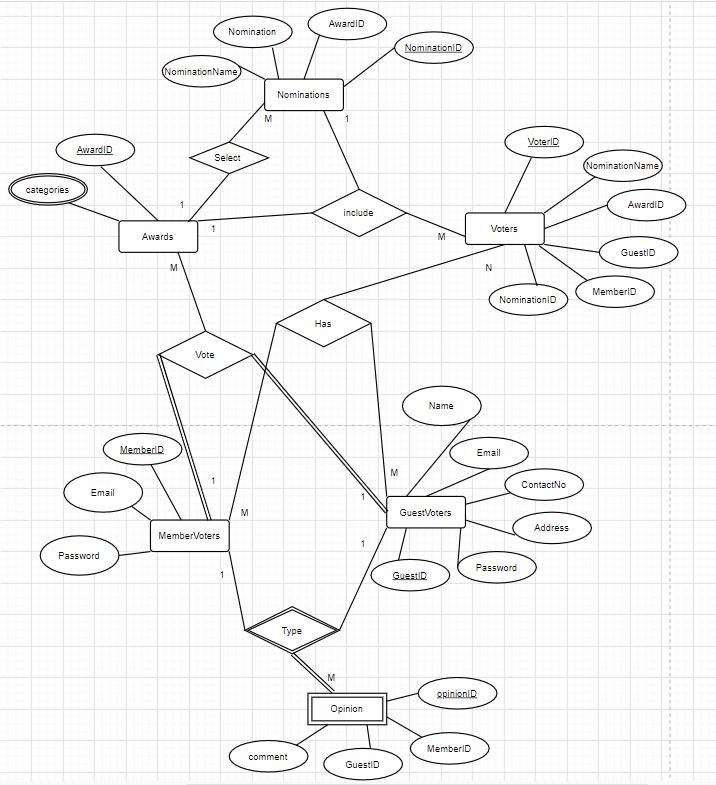 AwardID
Nomination
NominationID
NominationName
Nominations
M
1
VoterID
AwardID
Select
NominationName
categories
1
AwardID
include
1
Voters
Awards
M
GuestID
M
N
MemberID
NominationID
Has
Vote
Name
MemberID
Email
M
1
ContactNo
Email
1
M
GuestVoters
Address
MemberVoters
1
Password
Password
1
GuestID
Type
M
opinionID
Opinion
MemberID
comment
GuestID